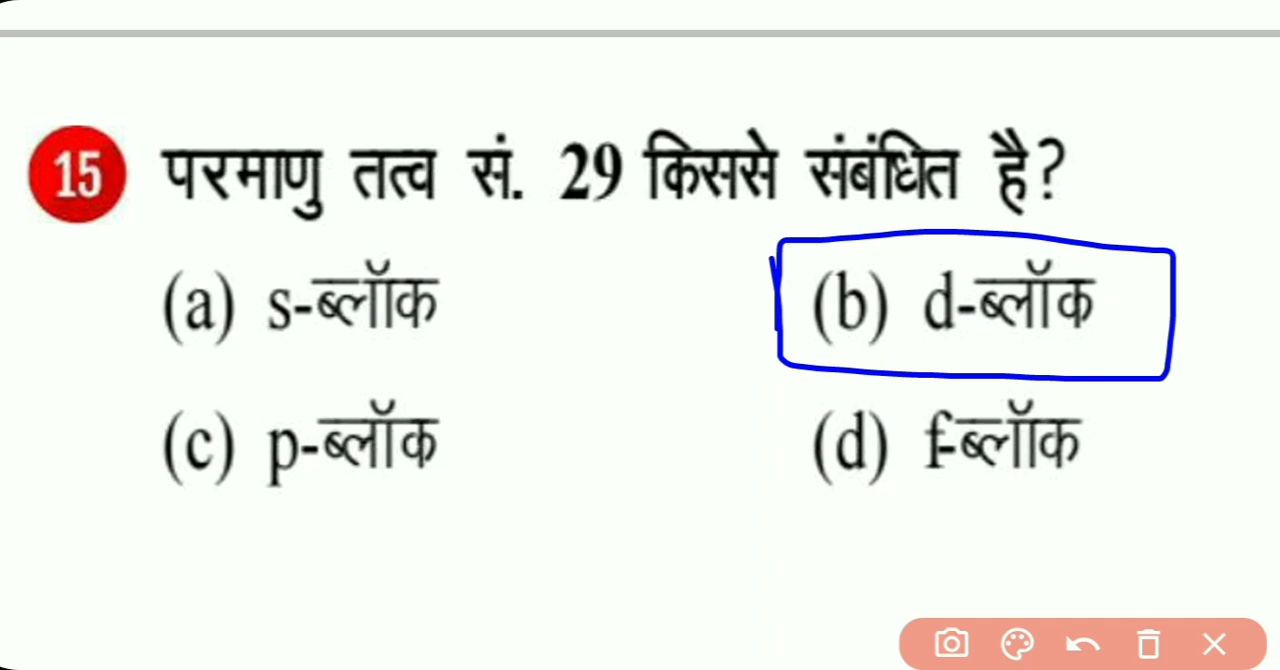 15 परमाणु तत्व सं. 29 किससे संबंधित है?
(a) s-ब्लॉक (b) d-ब्लॉक
(c) p-ब्लॉक (d) f-ब्लॉक